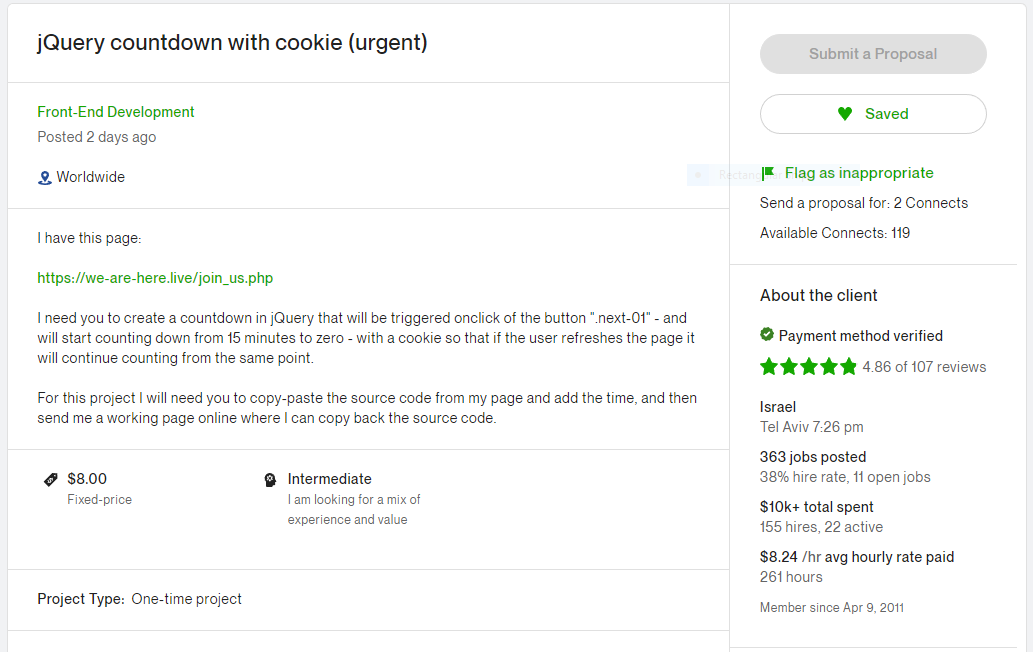 jQuery countdown with cookie (urgent)
Front-End Development
Posted 2 days ago
Worldwide
I have this page:
https://we-are-here.live/join_us.php
I need you to create a countdown in jQuery that will be triggered onclick of the button ".next-01" - and
will start counting down from 15 minutes to zero - with a cookie so that if the user refreshes the page it
will continue counting from the same point.
For this project I will need you to copy-paste the source code from my page and add the time, and then
send me a working page online where I can copy back the source code.
$8.00
Fixed-price
Intermediate
I am looking for a mix of
experience and value
Project Type: One-time project
Submit a Proposal
Saved
Flag as inappropriate
Send a proposal for: 2 Connects
Available Connects: 119
About the client
Payment method verified
4.86 of 107 reviews
Israel
Tel Aviv 7:26 pm
363 jobs posted
38% hire rate, 11 open jobs
$10k+ total spent
155 hires, 22 active
$8.24 /hr avg hourly rate paid
261 hours
Member since Apr 9, 2011